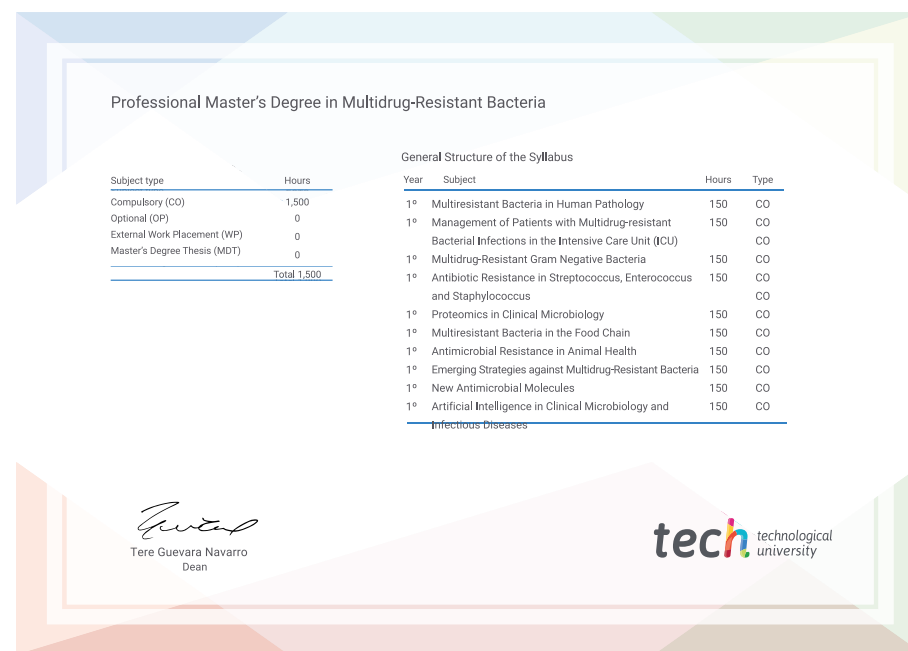 Professional Master's Degree in Multidrug-Resistant Bacteria
Subject type Hours
Compulsory (CO) 1,500
Optional (OP) 0
External Work Placement (WP) 0
Master's Degree Thesis (MDT) 0
Total 1,500
General Structure of the Syllabus
Year Subject Hours Type
1º Multiresistant Bacteria in Human Pathology 150 CO
1º Management of Patients with Multidrug-resistant 150 CO
Bacterial Infections in the Intensive Care Unit (ICU) CO
1º Multidrug-Resistant Gram Negative Bacteria 150 CO
1º Antibiotic Resistance in Streptococcus, Enterococcus 150 CO
and Staphylococcus CO
1º Proteomics in Clinical Microbiology 150 CO
1º Multiresistant Bacteria in the Food Chain 150 CO
1º Antimicrobial Resistance in Animal Health 150 CO
1º Emerging Strategies against Multidrug-Resistant Bacteria 150 CO
1º New Antimicrobial Molecules 150 CO
1º Artificial Intelligence in Clinical Microbiology and 150 CO
Infectious Diseases
Tere Guevara Navarro
Dean
tech technological
university